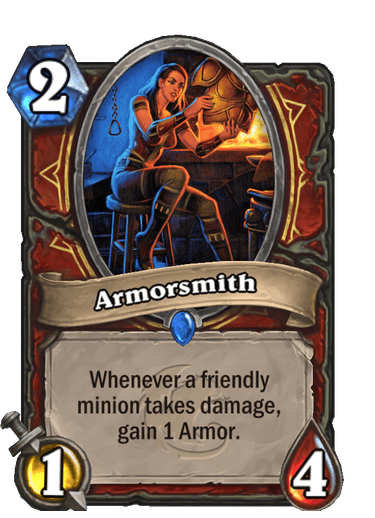 2
Armorsmith
Whenever a friendly
minion takes damage,
gain 1 Armor.
1
4